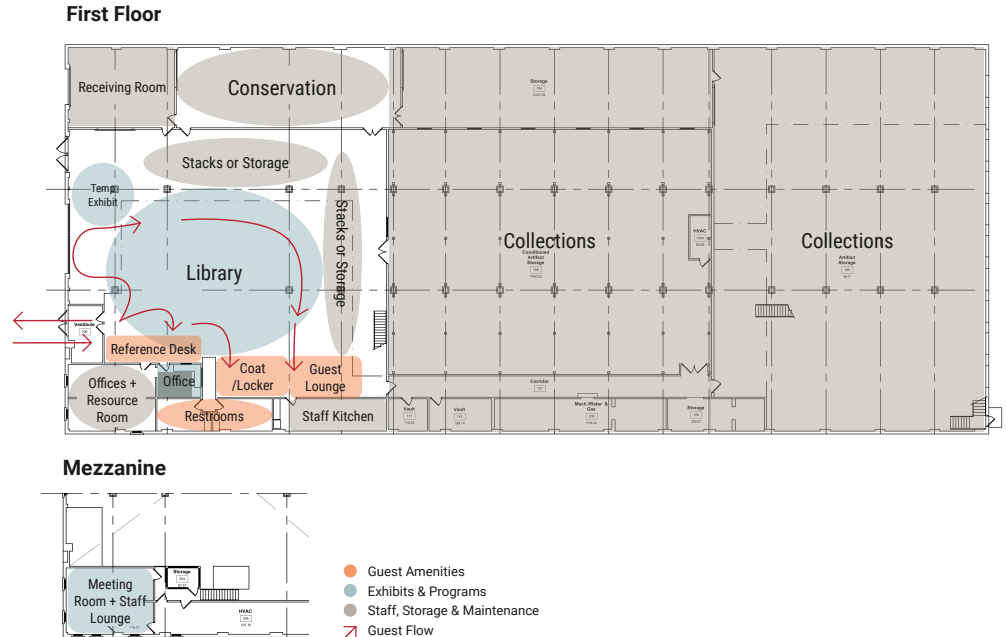 First Floor
Receiving Room
Conservation
Storage
Stacks or Storage
Temp
Exhibit
Stacks or Storage
Library
HVAC
Collections
Conditioned
Artifact
Storage
Collections
Artifact
Storage
Vestibule
Reference Desk
Offices +
Resource
Room
Office
Coat
/Locker
Guest
Lounge
Restrooms
Staff Kitchen
Corridor
Vault
111
Vault
110
Mech./Water &
Gas
Storage
Mezzanine
Meeting
Room + Staff
Lounge
Storage
HVAC
Guest Amenities
Exhibits & Programs
Staff, Storage & Maintenance
Guest Flow